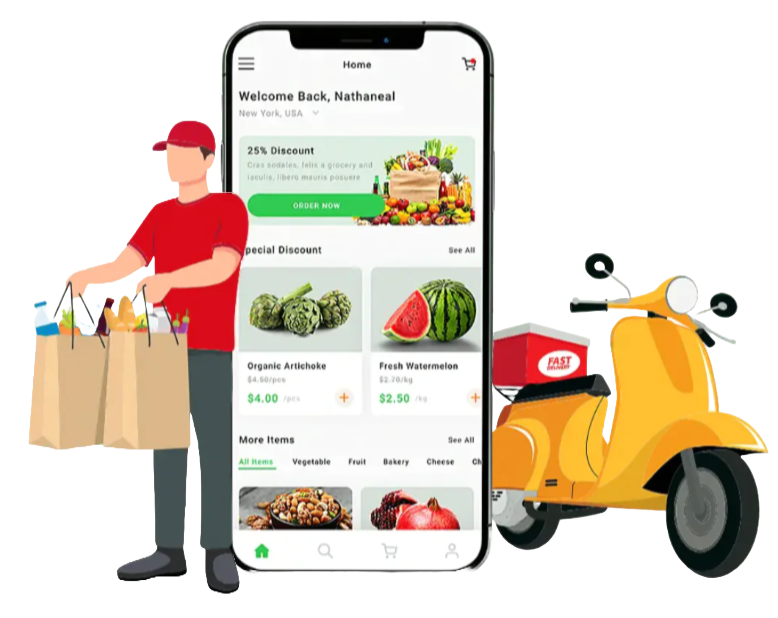 Home
Welcome Back, Nathaneal
New York, USA
25% Discount
Cras sodales, felis a grocery and
iaculis, libero mauris posuere
ORDER NOW
pecial Discount
See All
Organic Artichoke
$4.50/pcs
$4.00 /pcs
Fresh Watermelon
$2.70/kg
$2.50 /kg
More Items
See All
All Items Vegetable Fruit Bakery Cheese Ch
FAST
DELIVERY